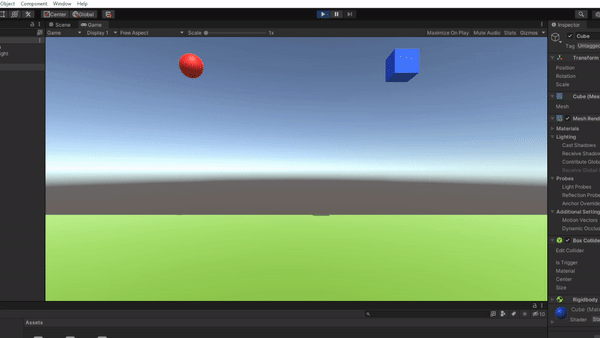 Object Component Window Help
Center Global
Scene Game
Game Display 1 Free Aspect Scale 1x Maximize On Play Mute Audio Stats Gizmos
Inspector
Cube
Tag Untagged
Transform
Position
Rotation
Scale
Cube (Mes
Mesh
Mesh Rend
Materials
Lighting
Cast Shadows
Receive Shadow
Contribute Globa
Receive Global I
Probes
Light Probes
Reflection Probe
Anchor Override
Additional Setting
Motion Vectors
Dynamic Occlus
Box Collide
Edit Collider
Is Trigger
Material
Center
Size
Rigidbody
Cube (Mat
Shader Sta
10
Assets